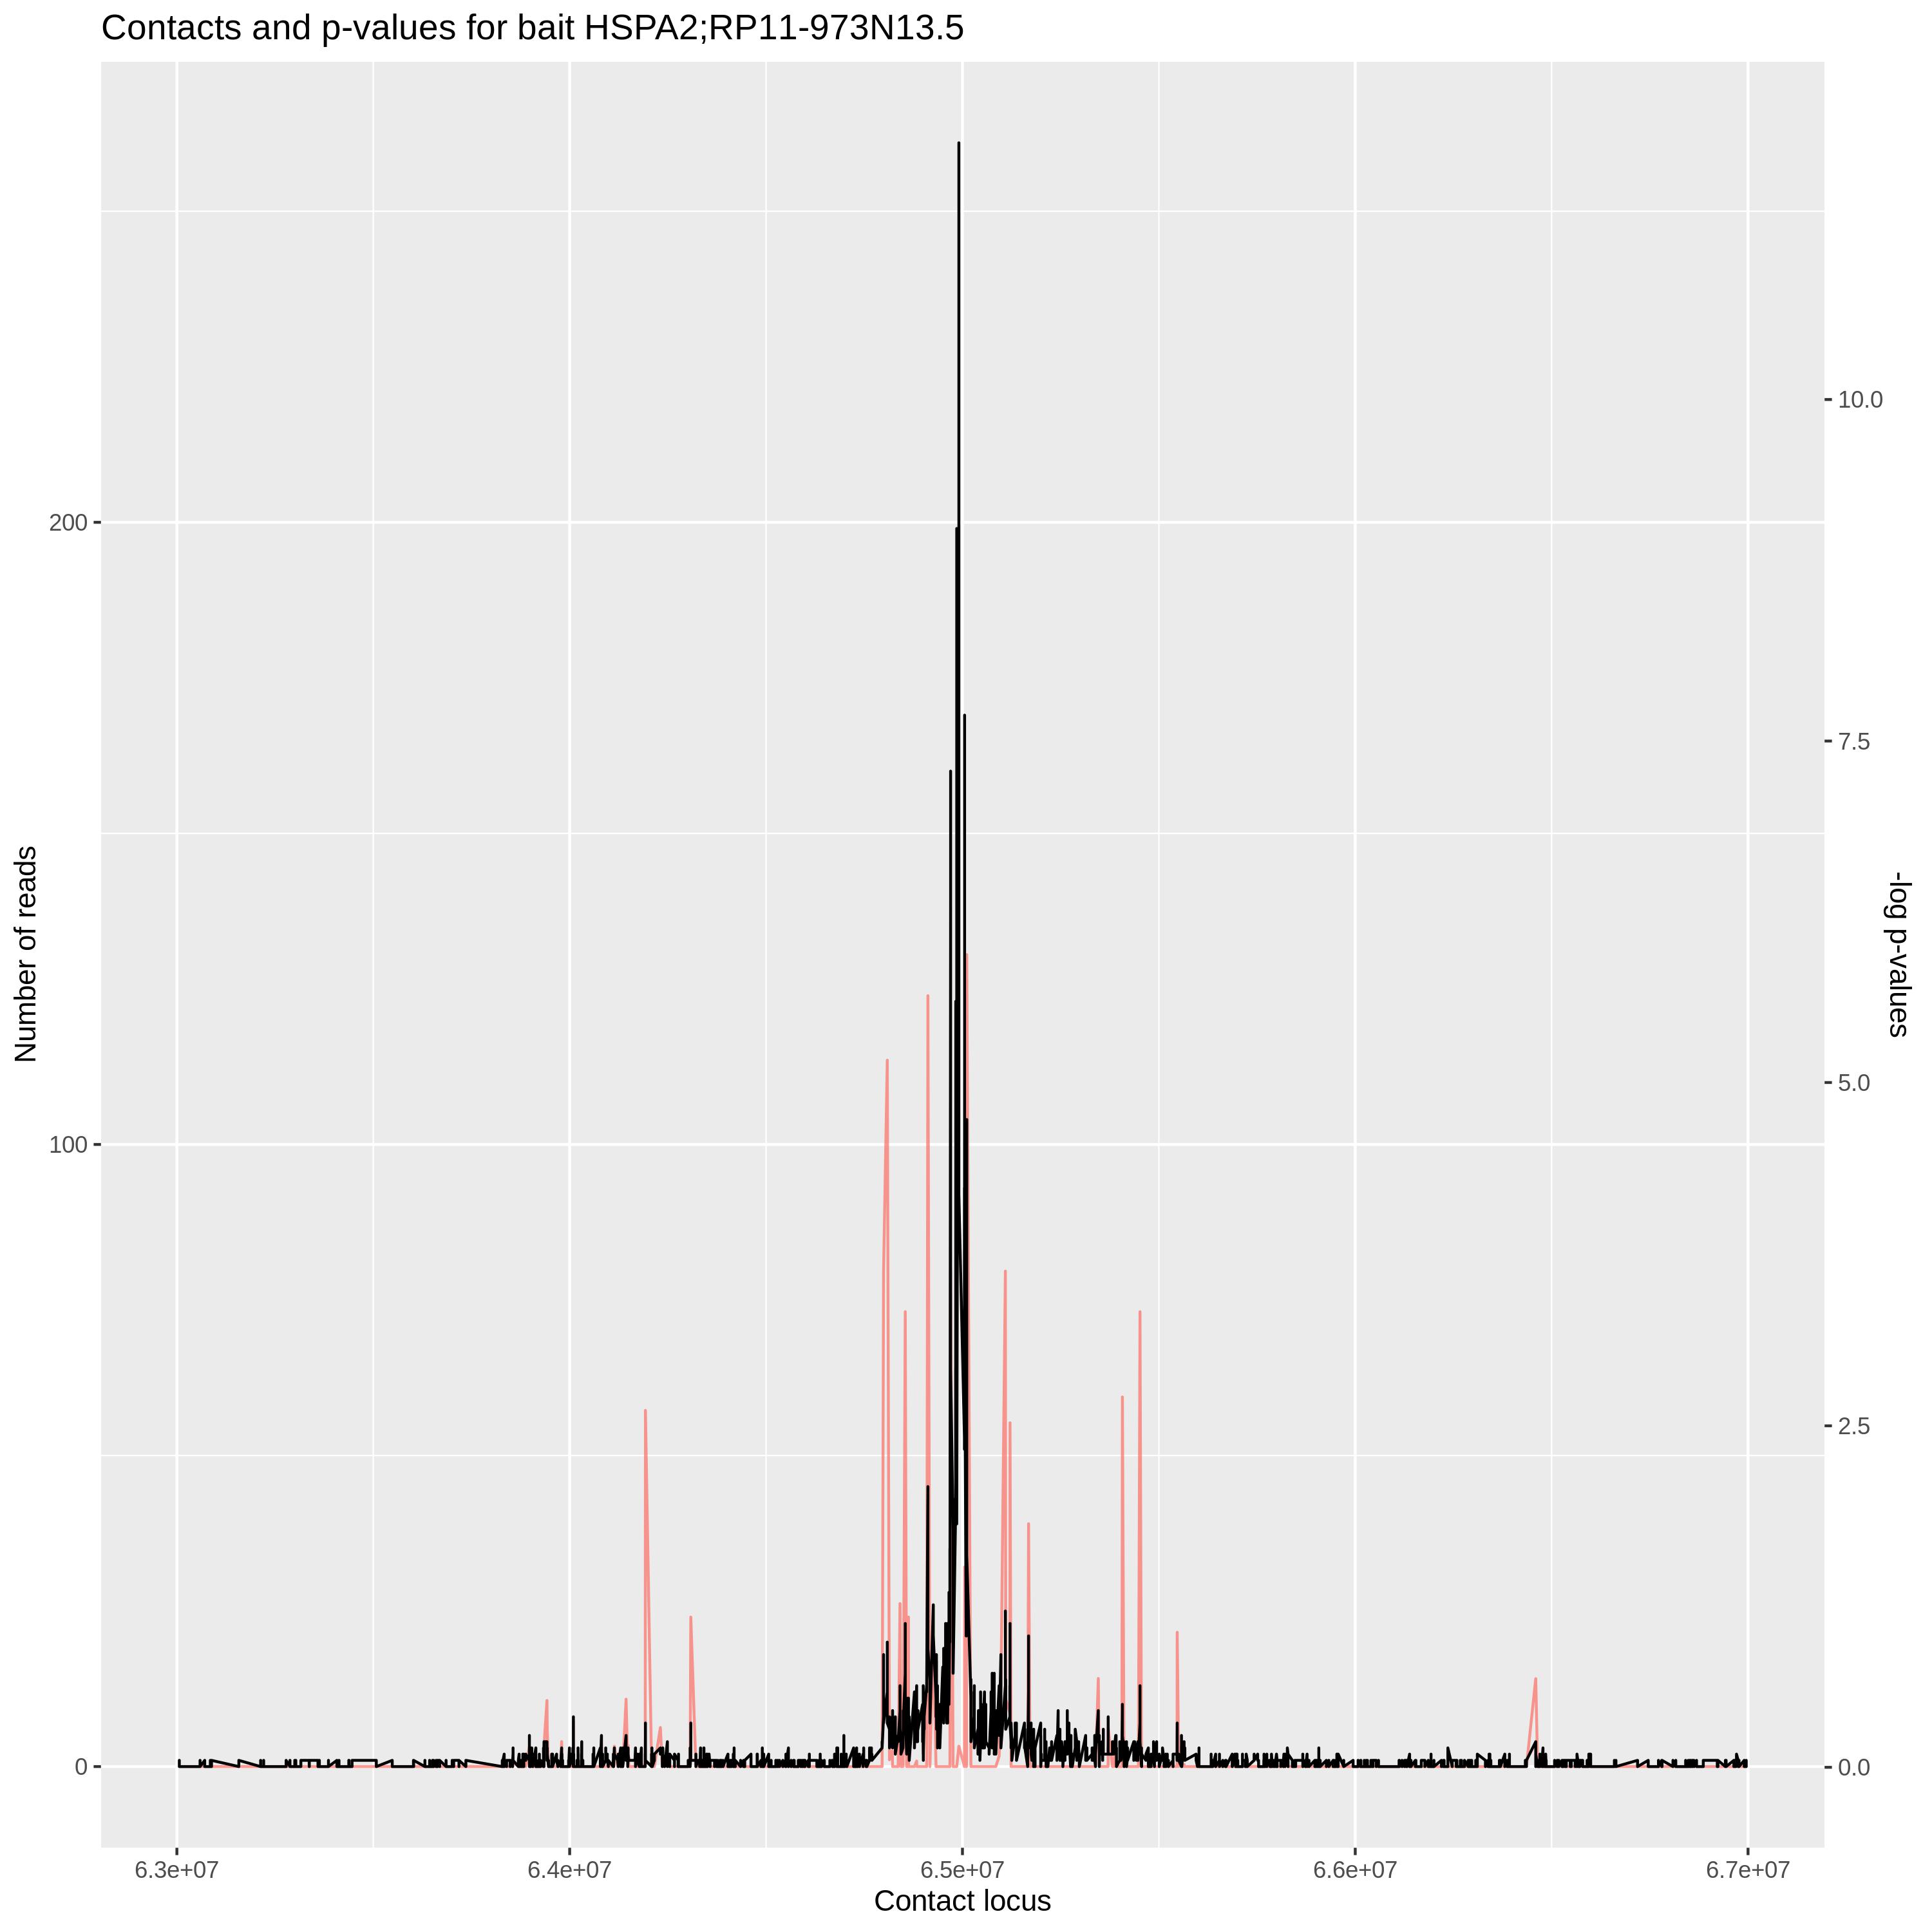 Contacts and p-values for bait HSPA2;RP11-973N13.5
Number of reads
200
100
0
10.0
7.5
5.0
2.5
0.0
-log p-values
6.3e+07 6.4e+07 6.5e+07 6.6e+07 6.7e+07
Contact locus